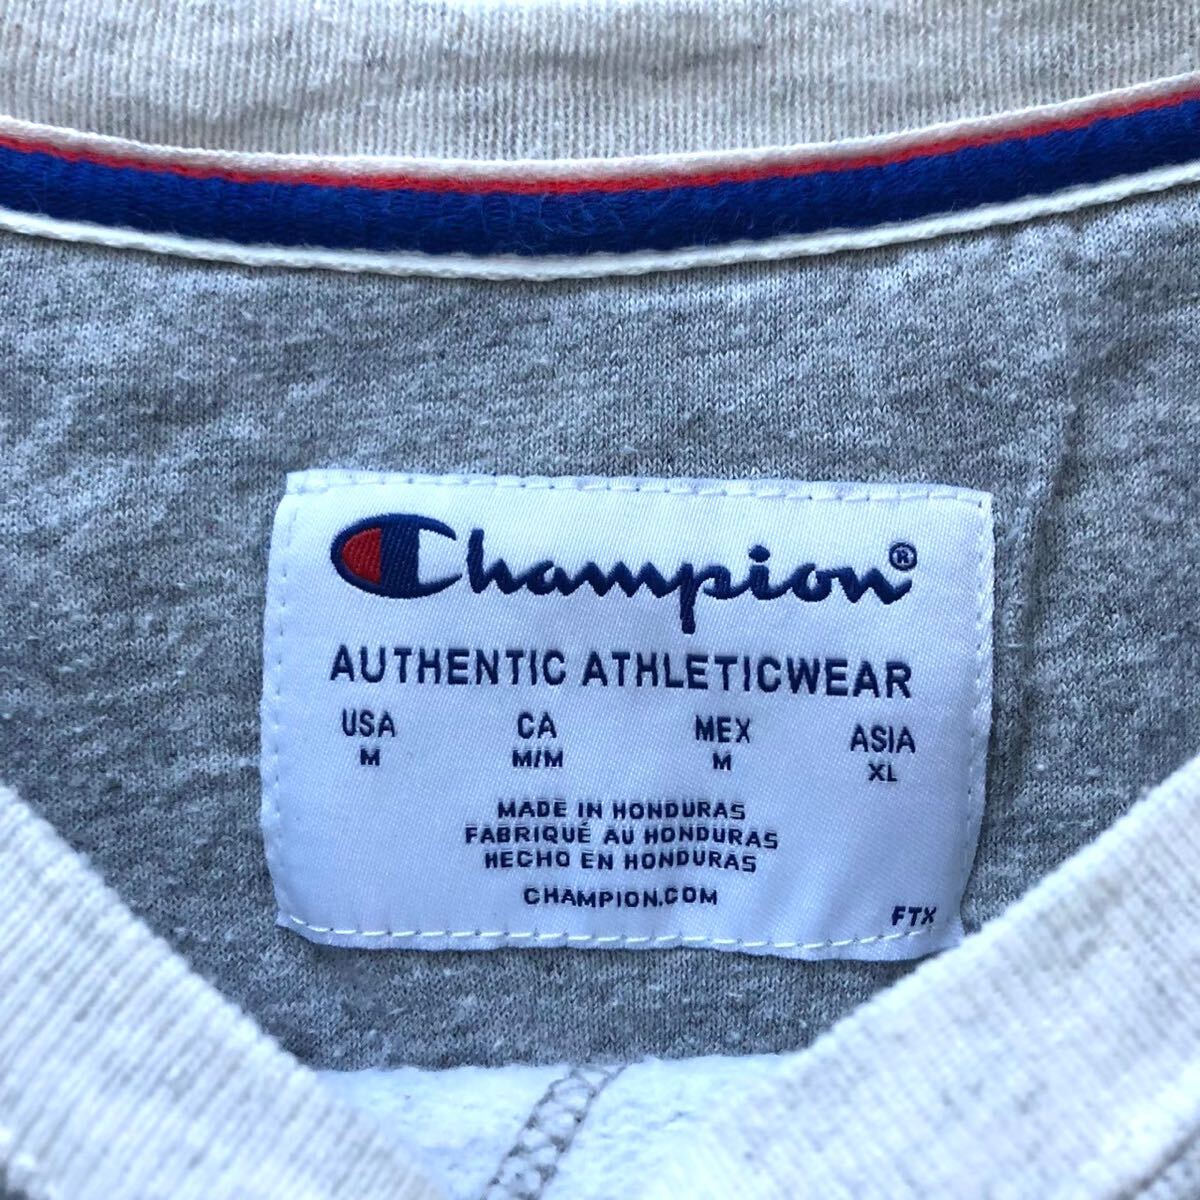 Champion®
AUTHENTIC ATHLETICWEAR
USA CA MEX ASIA
M M/M M XL
MADE IN HONDURAS
FABRIQUÉ AU HONDURAS
HECHO EN HONDURAS
CHAMPION.COM
FTX